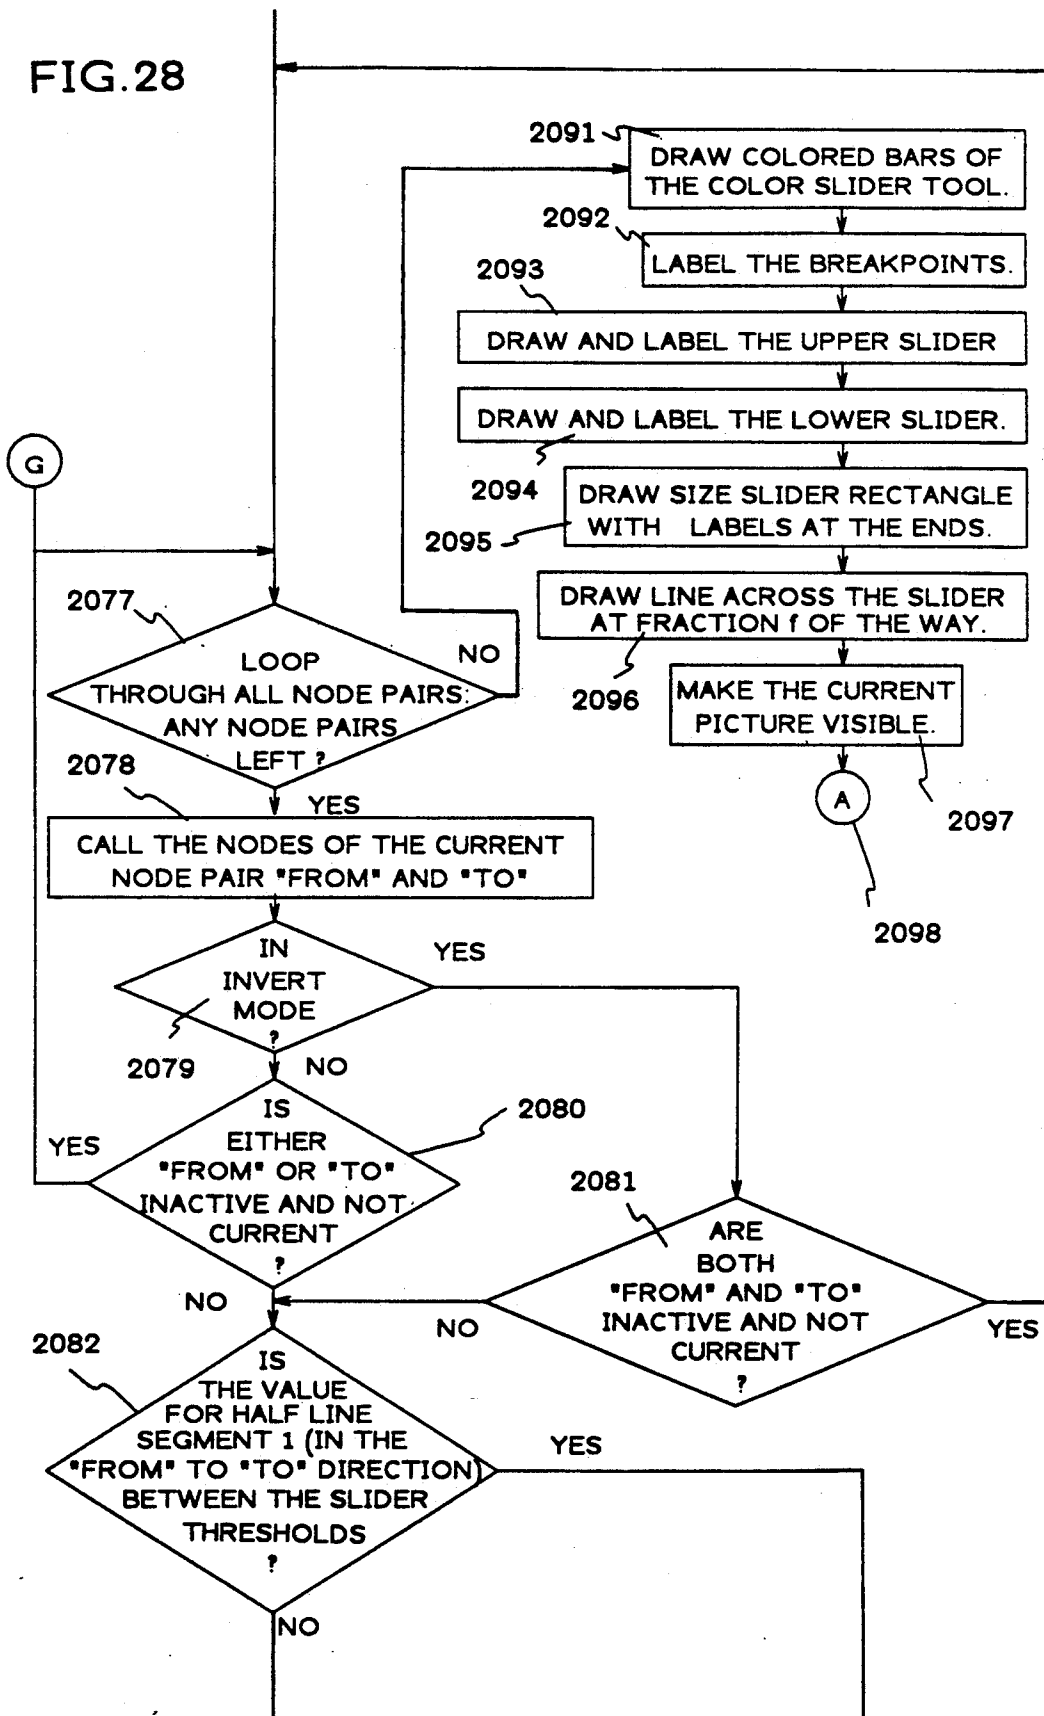 FIG.28
2091
DRAW COLORED BARS OF
THE COLOR SLIDER TOOL.
2092
LABEL THE BREAKPOINTS.
2093
DRAW AND LABEL THE UPPER SLIDER
DRAW AND LABEL THE LOWER SLIDER.
2094
DRAW SIZE SLIDER RECTANGLE
WITH LABELS AT THE ENDS.
2095
DRAW LINE ACROSS THE SLIDER
AT FRACTION f OF THE WAY.
2096
MAKE THE CURRENT
PICTURE VISIBLE.
2097
A
2098
G
2077
LOOP
THROUGH ALL NODE PAIRS:
ANY NODE PAIRS
LEFT ?
NO
YES
2078
CALL THE NODES OF THE CURRENT
NODE PAIR "FROM" AND "TO"
IN
INVERT
MODE
?
2079
YES
NO
2080
IS
EITHER
"FROM" OR "TO"
INACTIVE AND NOT
CURRENT
?
YES
NO
2081
ARE
BOTH
"FROM" AND "TO"
INACTIVE AND NOT
CURRENT
?
NO
YES
2082
IS
THE VALUE
FOR HALF LINE
SEGMENT 1 (IN THE
"FROM" TO "TO" DIRECTION)
BETWEEN THE SLIDER
THRESHOLDS
?
YES
NO